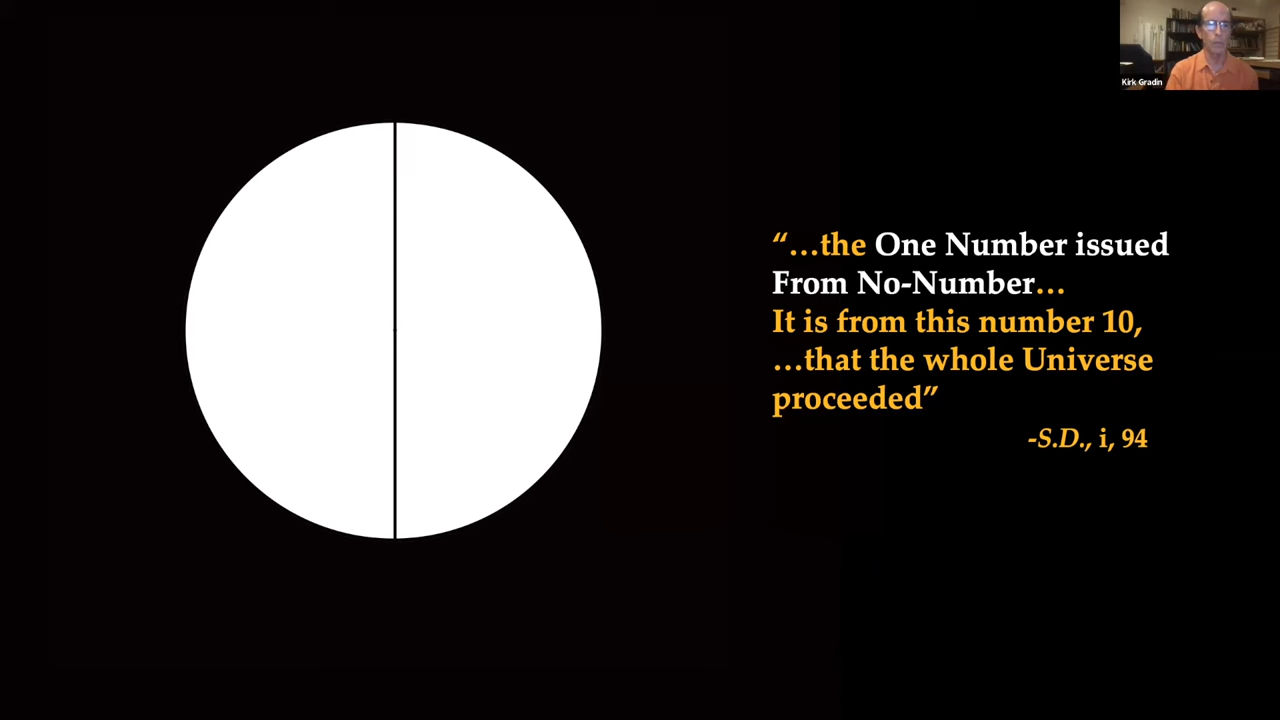 Kirk Gradin
“…the One Number issued
From No-Number…
It is from this number 10,
…that the whole Universe
proceeded”
-S.D., i, 94